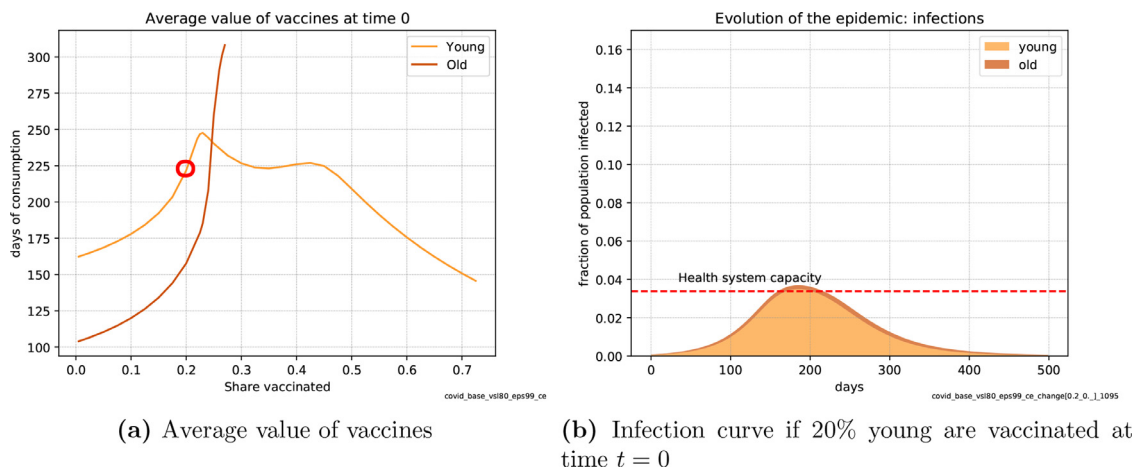 Average value of vaccines at time 0
Young
Old
days of consumption
300
275
250
225
200
175
150
125
100
0.0 0.1 0.2 0.3 0.4 0.5 0.6 0.7
Share vaccinated
covid_base_vsl80_eps99_ce
(a) Average value of vaccines
Evolution of the epidemic: infections
young
old
fraction of population infected
0.16
0.14
0.12
0.10
0.08
0.06
0.04
0.02
0.00
Health system capacity
0 100 200 300 400 500
days
covid_base_vsl80_eps99_ce_change[0.2_0._]_1095
(b) Infection curve if 20% young are vaccinated at
time t = 0